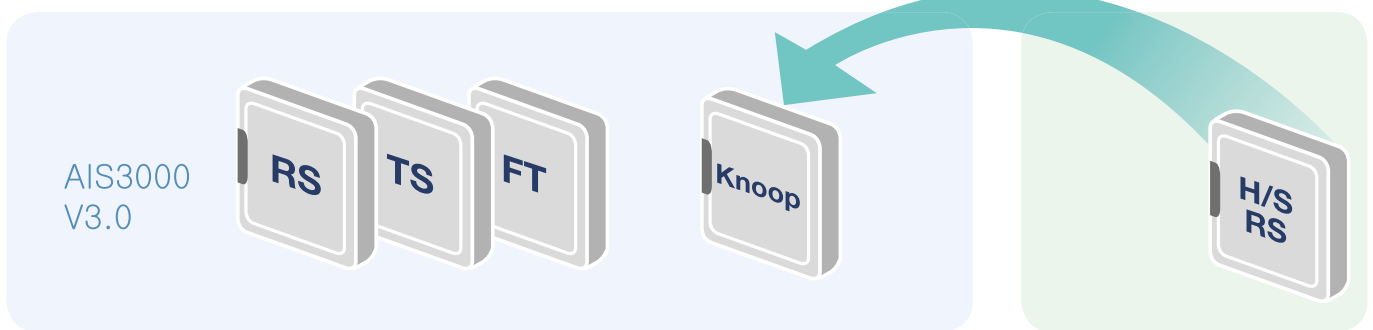 AIS3000
V3.0
RS
TS
FT
Knoop
H/S
RS